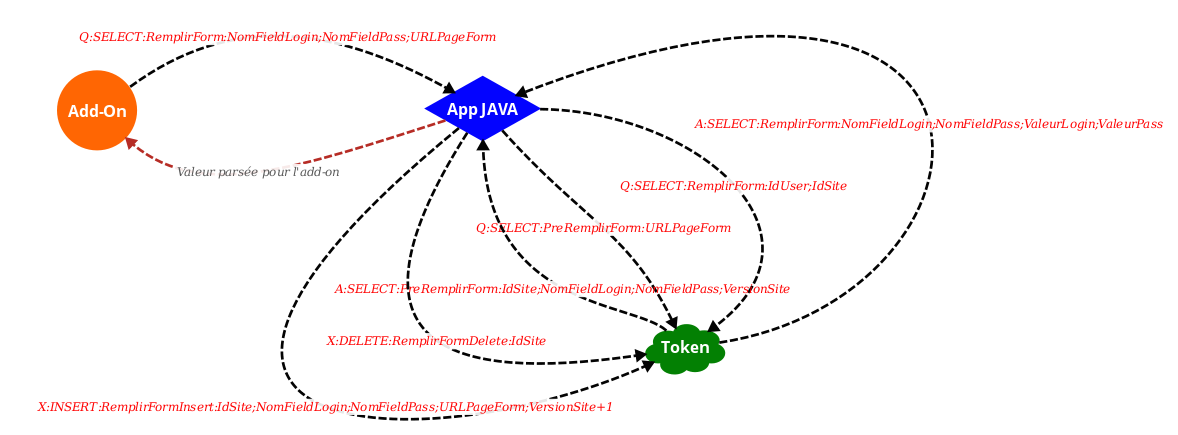 Q:SELECT:RemplirForm:NomFieldLogin;NomFieldPass;URLPageForm
Add-On
App JAVA
A:SELECT:RemplirForm:NomFieldLogin;NomFieldPass;ValeurLogin;ValeurPass
Valeur parsée pour l'add-on
Q:SELECT:RemplirForm:IdUser;IdSite
Q:SELECT:PreRemplirForm:URLPageForm
A:SELECT:PreRemplirForm:IdSite;NomFieldLogin;NomFieldPass;VersionSite
X:DELETE:RemplirFormDelete:IdSite
Token
X:INSERT:RemplirFormInsert:IdSite;NomFieldLogin;NomFieldPass;URLPageForm;VersionSite+1